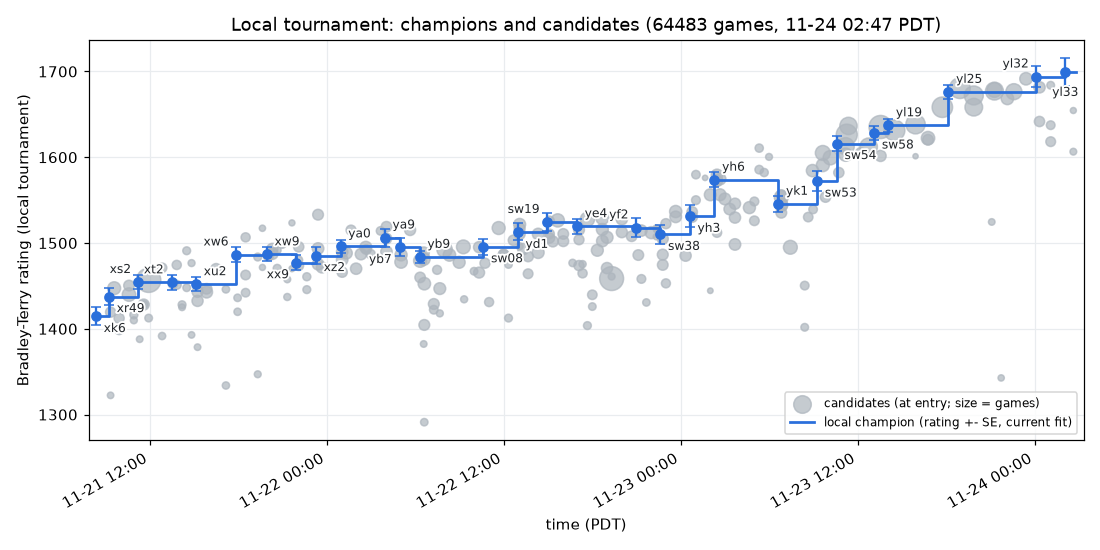 Local tournament: champions and candidates (64483 games, 11-24 02:47 PDT)
Bradley-Terry rating (local tournament)
1700
1600
1500
1400
1300
xk6
xr49
xs2
xt2
xu2
xw6
xw9
xx9
xz2
ya0
yb7
ya9
yb9
sw08
sw19
yd1
ye4
yf2
sw38
yh3
yh6
yk1
sw53
sw54
sw58
yl19
yl25
yl32
yl33
candidates (at entry; size = games)
local champion (rating +- SE, current fit)
11-21 12:00
11-22 00:00
11-22 12:00
11-23 00:00
11-23 12:00
11-24 00:00
time (PDT)